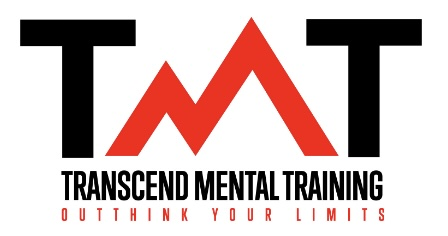 TMT
TRANSCEND MENTAL TRAINING
OUTTHINK YOUR LIMITS